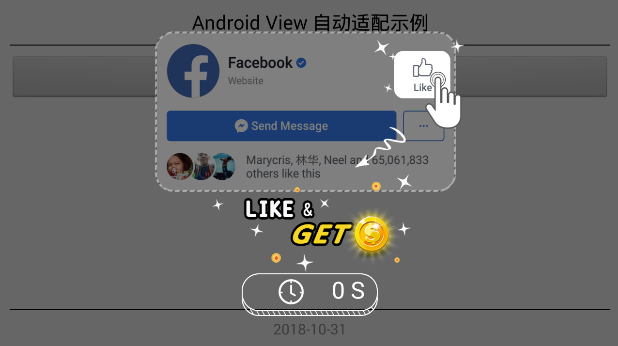 Android View 自动适配示例
Facebook
Website
Like
Send Message
...
Marycris, 林华, Neel and 65,061,833
others like this
LIKE &
GET
S
0 S
2018-10-31